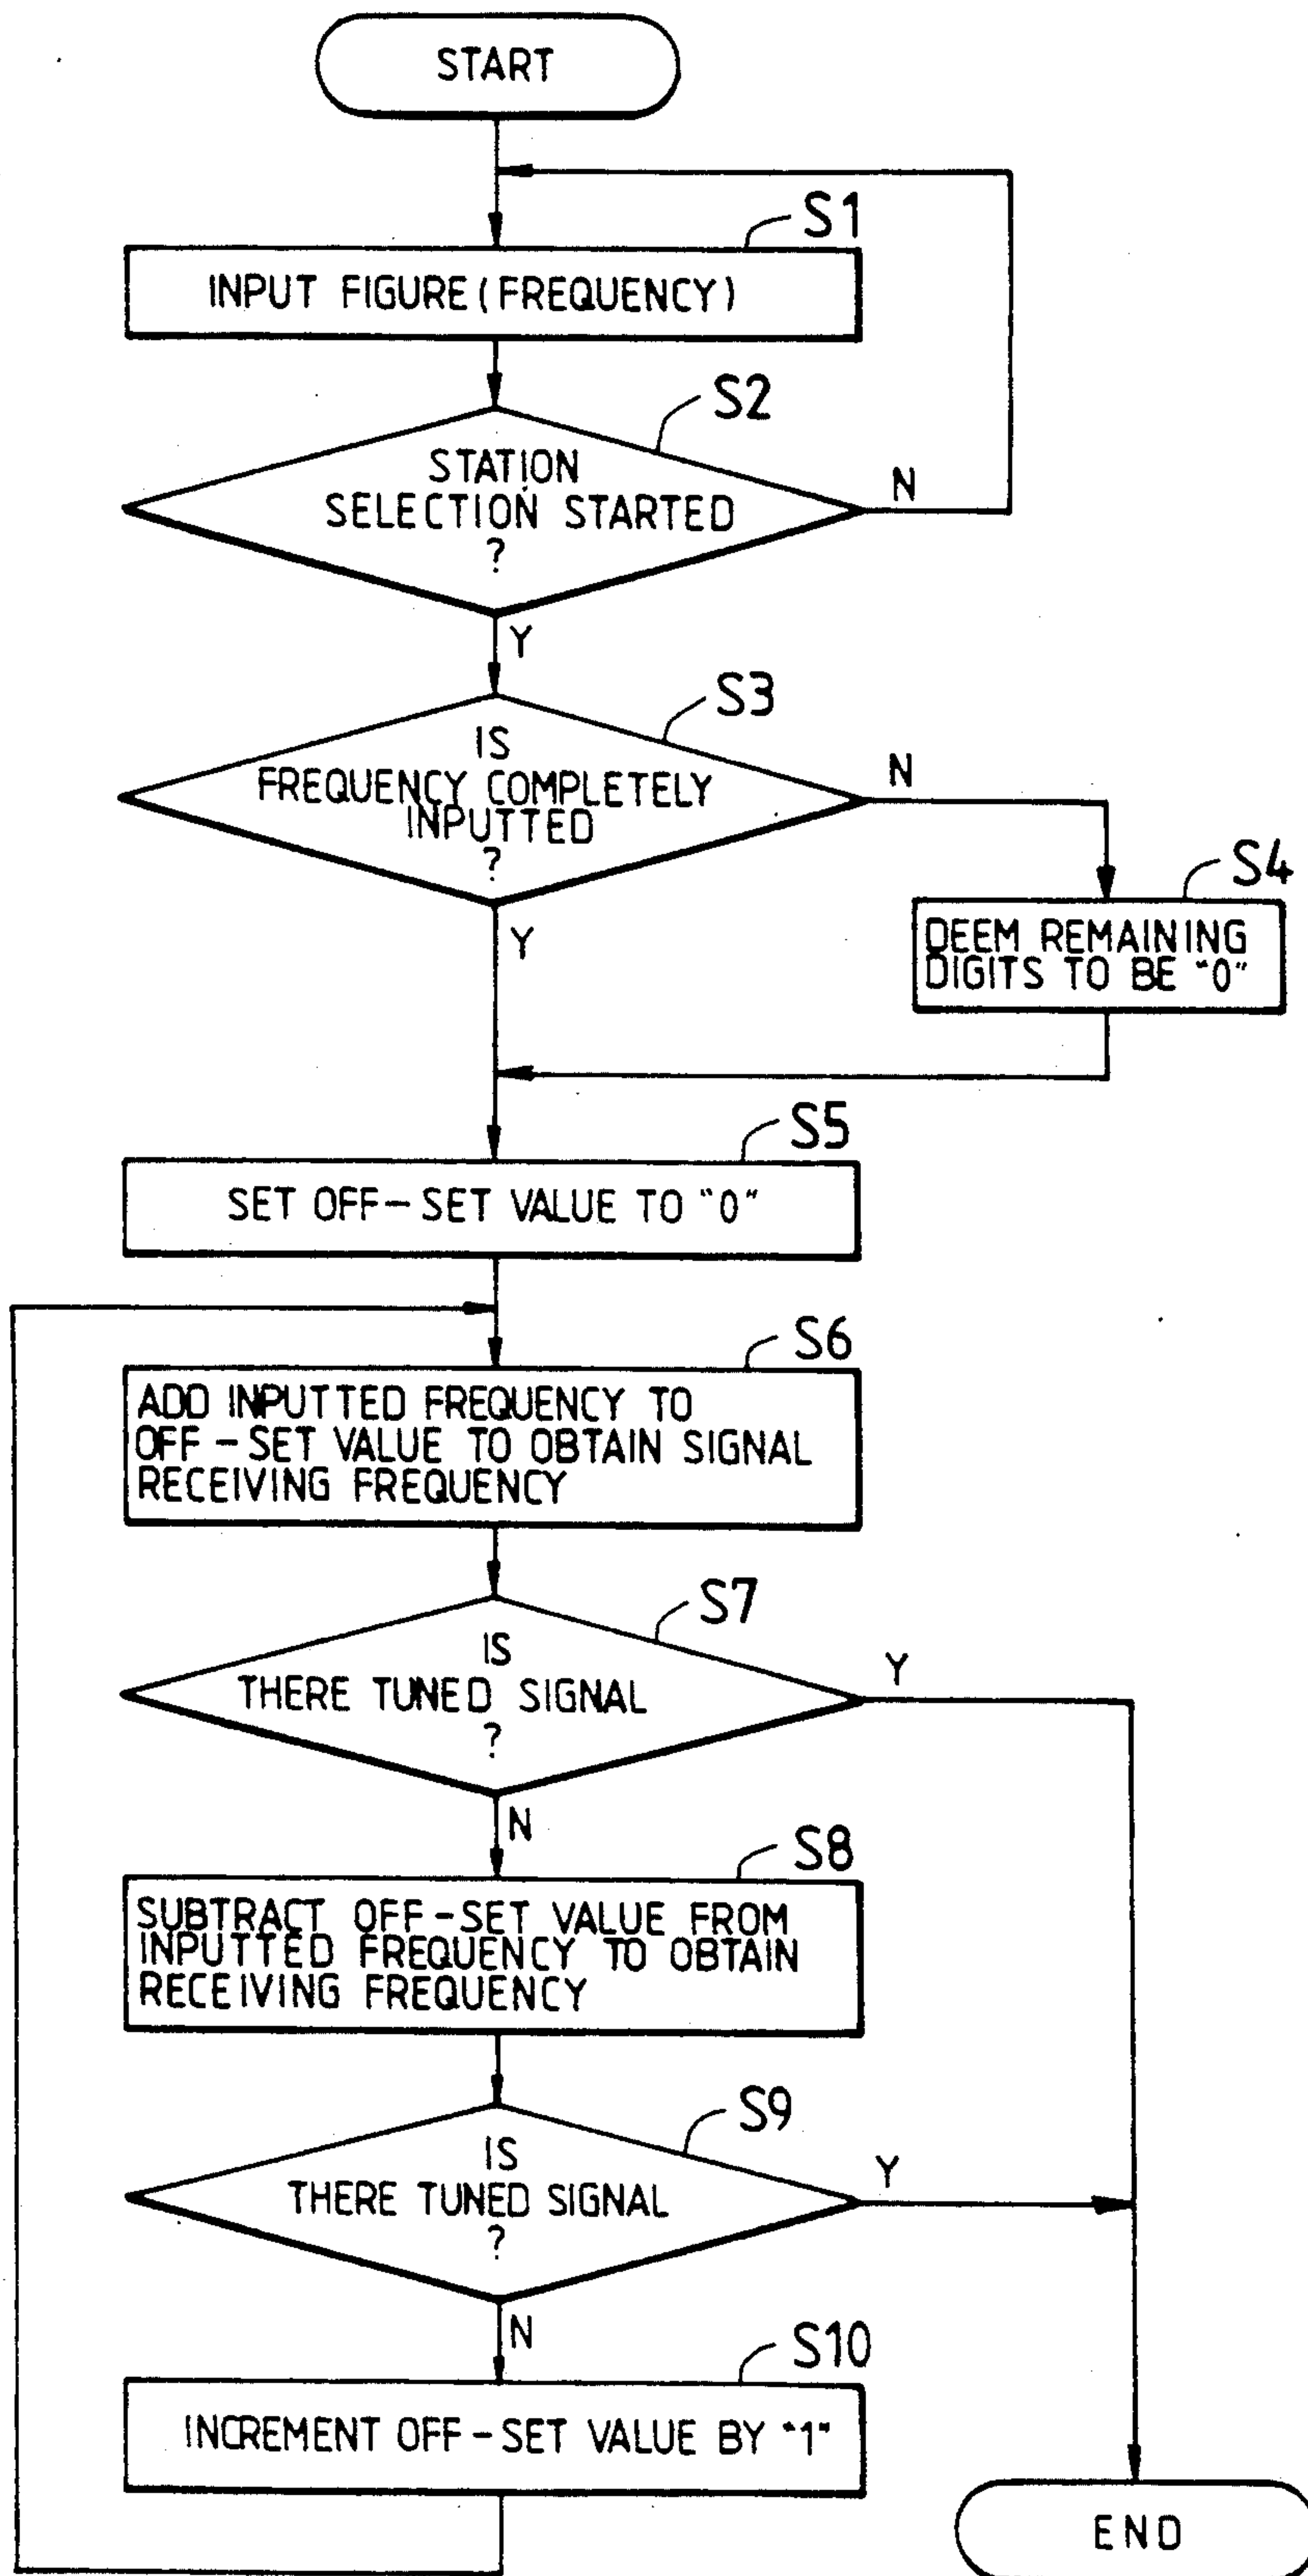 START
S1
INPUT FIGURE (FREQUENCY)
S2
STATION
SELECTION STARTED
?
N
Y
S3
IS
FREQUENCY COMPLETELY
INPUTTED
?
N
Y
S4
DEEM REMAINING
DIGITS TO BE "0"
S5
SET OFF-SET VALUE TO "0"
S6
ADD INPUTTED FREQUENCY TO
OFF-SET VALUE TO OBTAIN SIGNAL
RECEIVING FREQUENCY
S7
IS
THERE TUNED SIGNAL
?
Y
N
S8
SUBTRACT OFF-SET VALUE FROM
INPUTTED FREQUENCY TO OBTAIN
RECEIVING FREQUENCY
S9
IS
THERE TUNED SIGNAL
?
Y
N
S10
INCREMENT OFF-SET VALUE BY "1"
END